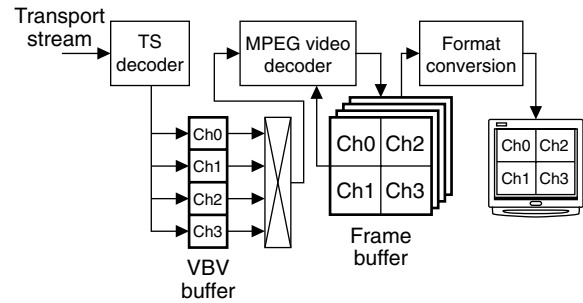 Transport
stream
TS
decoder
MPEG video
decoder
Format
conversion
Ch0
Ch1
Ch2
Ch3
VBV
buffer
Ch0 Ch2
Ch1 Ch3
Frame
buffer
Ch0 Ch2
Ch1 Ch3